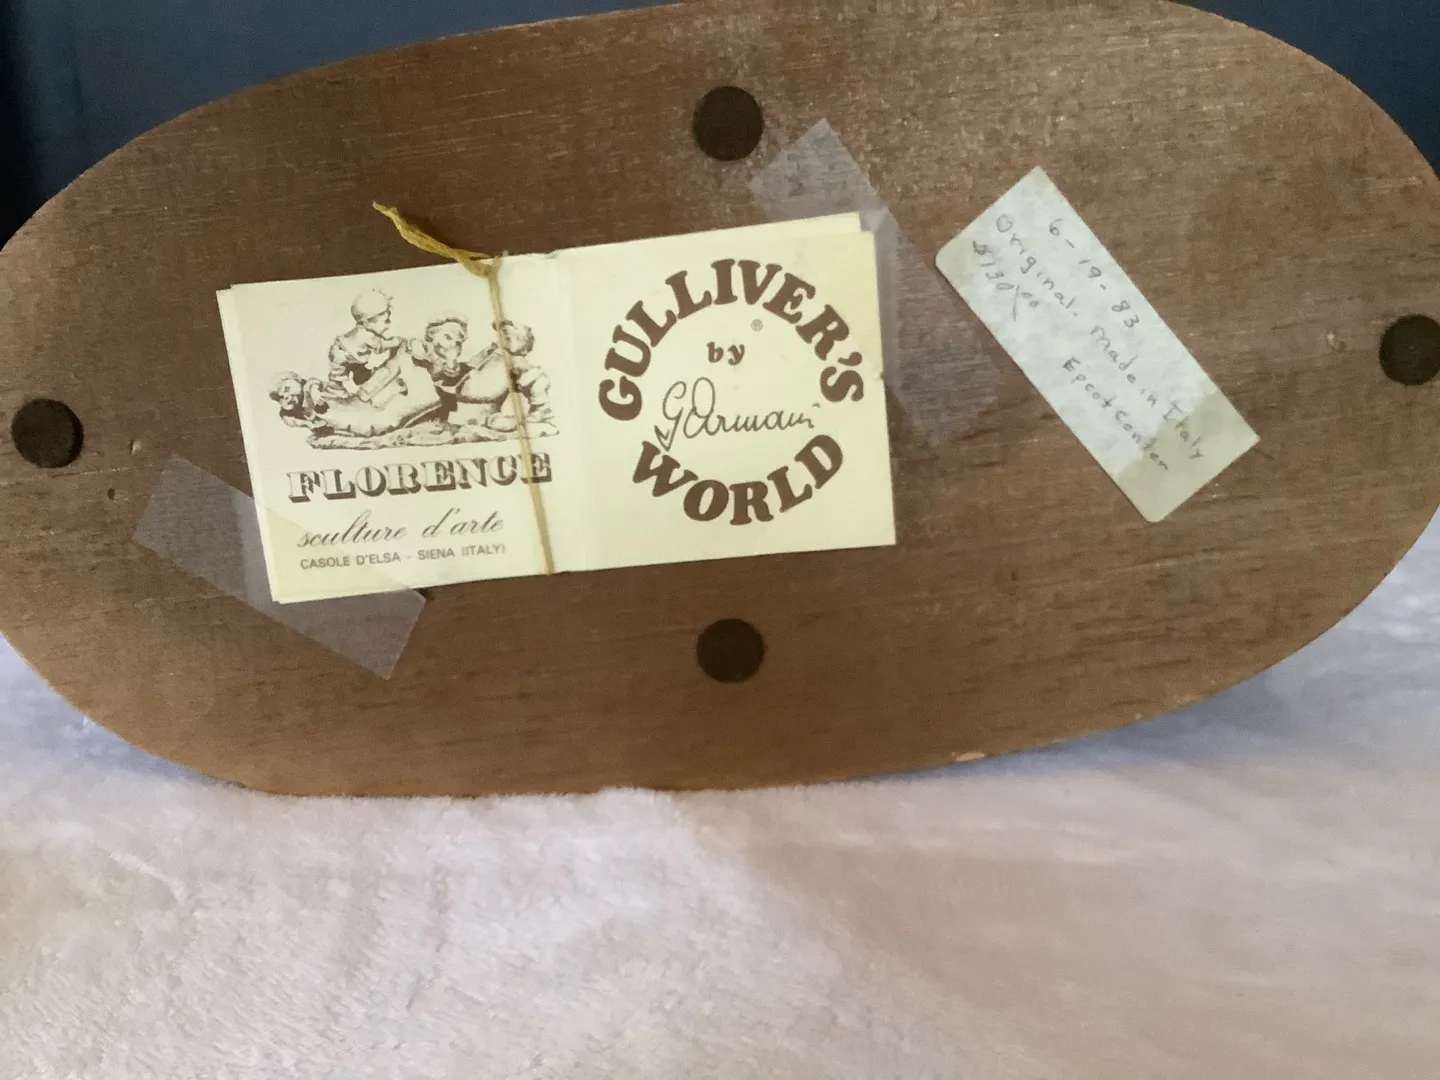 FLORENCE
sculture d'arte
CASOLE D'ELSA - SIENA (ITALY)
GULLIVER'S
®
by
G Armani
WORLD
6-19-83
Original. Made in Italy
$130.00 Epcot center